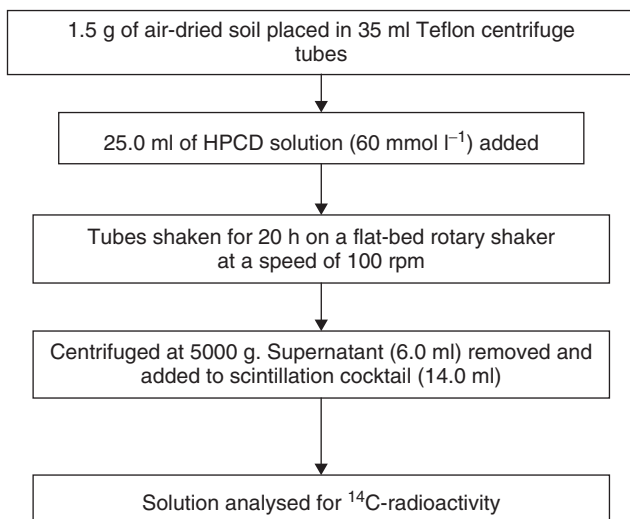 1.5 g of air-dried soil placed in 35 ml Teflon centrifuge
tubes
25.0 ml of HPCD solution (60 mmol l⁻¹) added
Tubes shaken for 20 h on a flat-bed rotary shaker
at a speed of 100 rpm
Centrifuged at 5000 g. Supernatant (6.0 ml) removed and
added to scintillation cocktail (14.0 ml)
Solution analysed for ¹⁴C-radioactivity